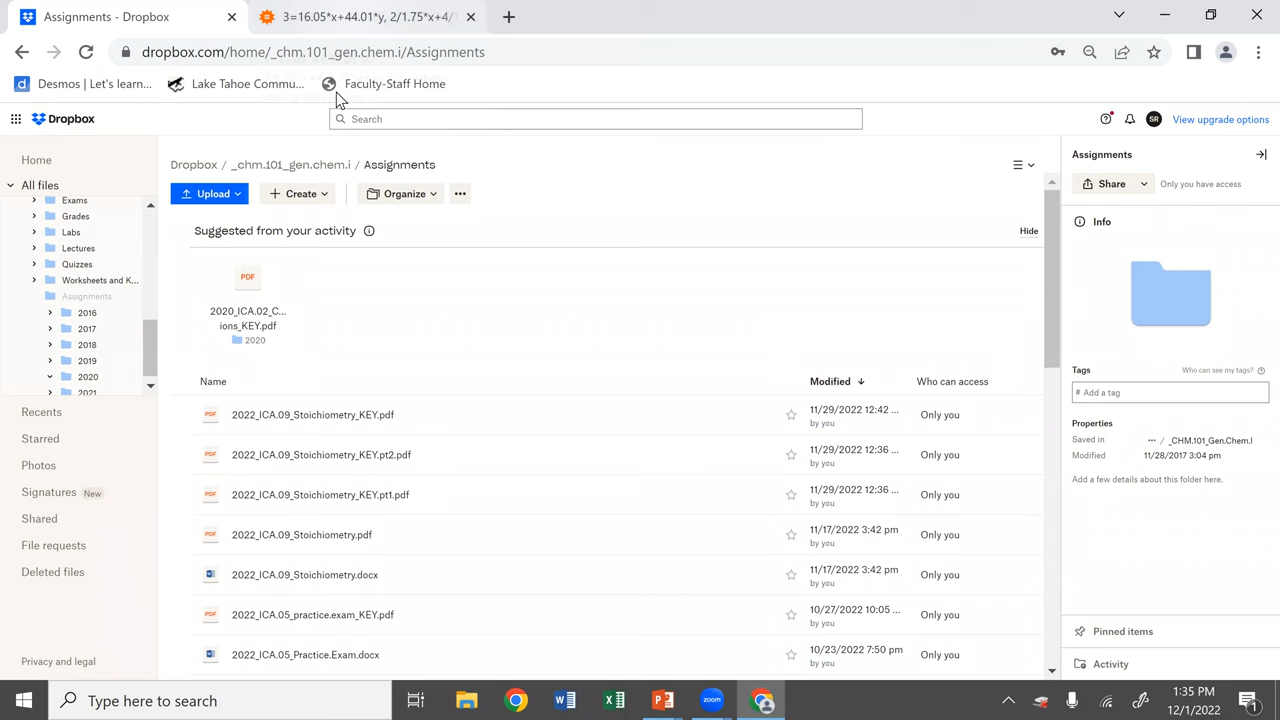 Assignments - Dropbox
3=16.05*x+44.01*y, 2/1.75*x+4/
dropbox.com/home/_chm.101_gen.chem.i/Assignments
Desmos | Let's learn...
Lake Tahoe Commu...
Faculty-Staff Home
Dropbox
Search
SR
View upgrade options
Home
All files
Exams
Grades
Labs
Lectures
Quizzes
Worksheets and K...
Assignments
2016
2017
2018
2019
2020
2021
Recents
Starred
Photos
Signatures New
Shared
File requests
Deleted files
Privacy and legal
Dropbox / _chm.101_gen.chem.i / Assignments
Upload
Create
Organize
Suggested from your activity
Hide
PDF
2020_ICA.02_C...
ions_KEY.pdf
2020
Name
Modified
Who can access
PDF 2022_ICA.09_Stoichiometry_KEY.pdf 11/29/2022 12:42 ... Only you
by you
PDF 2022_ICA.09_Stoichiometry_KEY.pt2.pdf 11/29/2022 12:36 ... Only you
by you
PDF 2022_ICA.09_Stoichiometry_KEY.pt1.pdf 11/29/2022 12:36 ... Only you
by you
PDF 2022_ICA.09_Stoichiometry.pdf 11/17/2022 3:42 pm Only you
by you
2022_ICA.09_Stoichiometry.docx 11/17/2022 3:42 pm Only you
by you
PDF 2022_ICA.05_practice.exam_KEY.pdf 10/27/2022 10:05 ... Only you
by you
2022_ICA.05_Practice.Exam.docx 10/23/2022 7:50 pm Only you
by you
Assignments
Share
Only you have access
Info
Tags
Who can see my tags?
# Add a tag
Properties
Saved in ... / _CHM.101_Gen.Chem.I
Modified 11/28/2017 3:04 pm
Add a few details about this folder here.
Pinned items
Activity
Type here to search
zoom
1:35 PM
12/1/2022
1